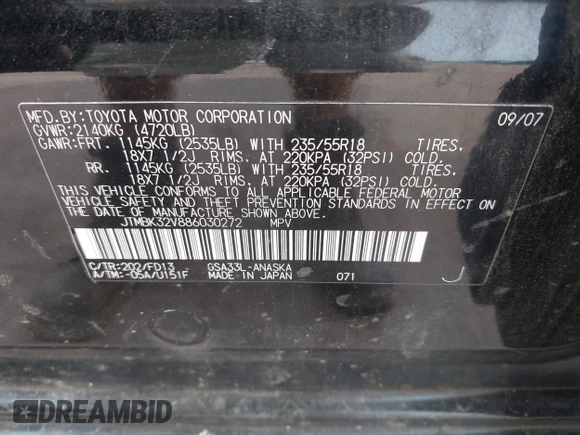 MFD.BY:TOYOTA MOTOR CORPORATION 09/07
GVWR:2140KG (4720LB)
GAWR:FRT. 1145KG (2535LB) WITH 235/55R18 TIRES.
18X7 1/2J RIMS. AT 220KPA (32PSI) COLD.
RR. 1145KG (2535LB) WITH 235/55R18 TIRES.
18X7 1/2J RIMS. AT 220KPA (32PSI) COLD.
THIS VEHICLE CONFORMS TO ALL APPLICABLE FEDERAL MOTOR
VEHICLE SAFETY AND THEFT PREVENTION STANDARDS IN EFFECT ON
THE DATE OF MANUFACTURE SHOWN ABOVE.
JTMBK32V886030272 MPV
C/TR:202/FD13 GSA33L-ANASKA
A/TM:-05A/U151F MADE IN JAPAN 071 J
DREAMBID